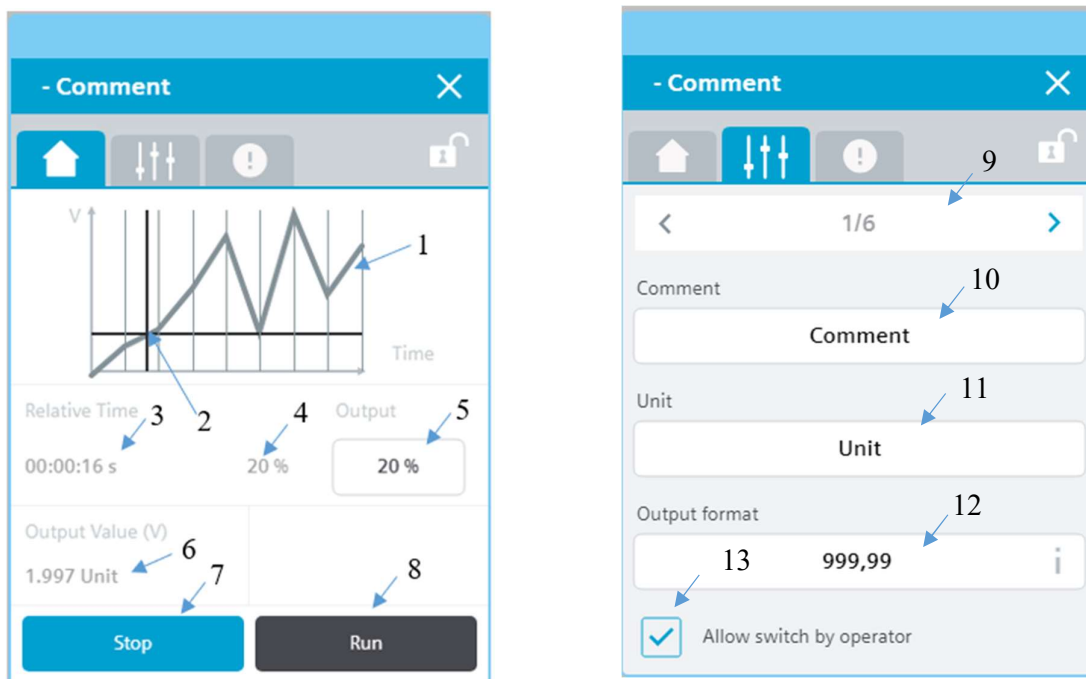 - Comment
V
1
Time
Relative Time
3
2
4
Output
5
00:00:16 s
20 %
20 %
Output Value (V)
6
1.997 Unit
7
8
Stop
Run
- Comment
9
1/6
Comment
10
Comment
Unit
11
Unit
Output format
12
999,99
13
Allow switch by operator